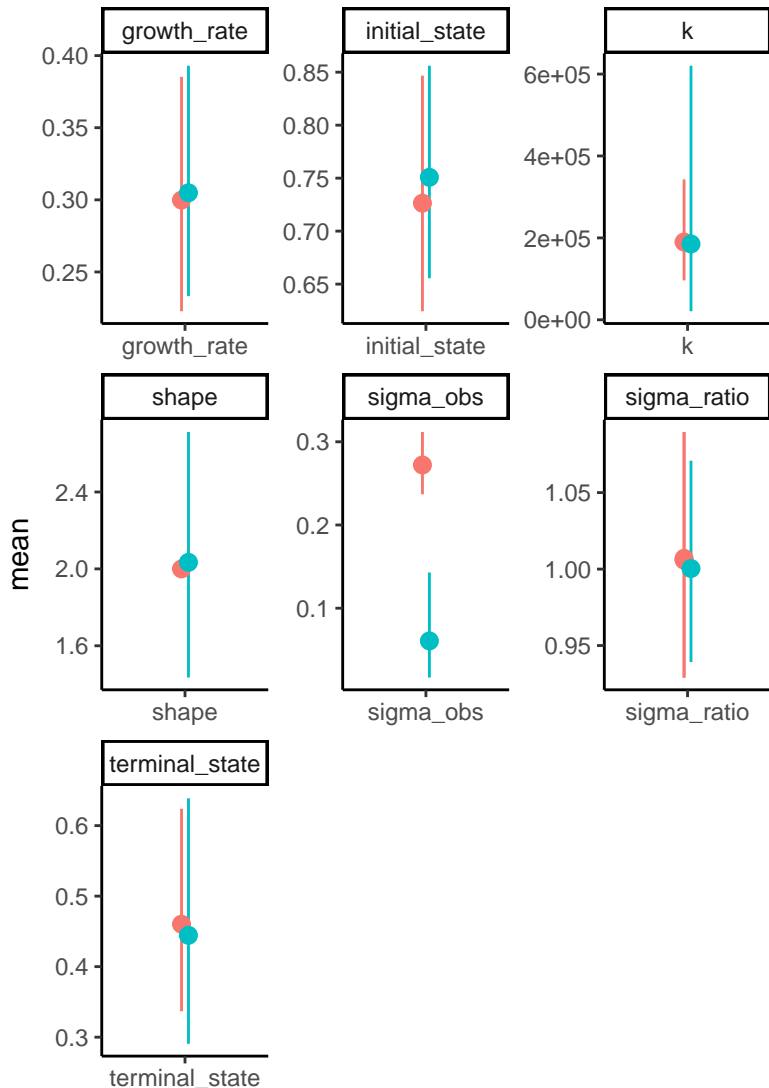 growth_rate
initial_state
k
0.40
0.35
0.30
0.25
0.85
0.80
0.75
0.70
0.65
6e+05
4e+05
2e+05
0e+00
growth_rate
initial_state
k
shape
sigma_obs
sigma_ratio
2.4
2.0
1.6
0.3
0.2
0.1
1.05
1.00
0.95
shape
sigma_obs
sigma_ratio
mean
terminal_state
0.6
0.5
0.4
0.3
terminal_state